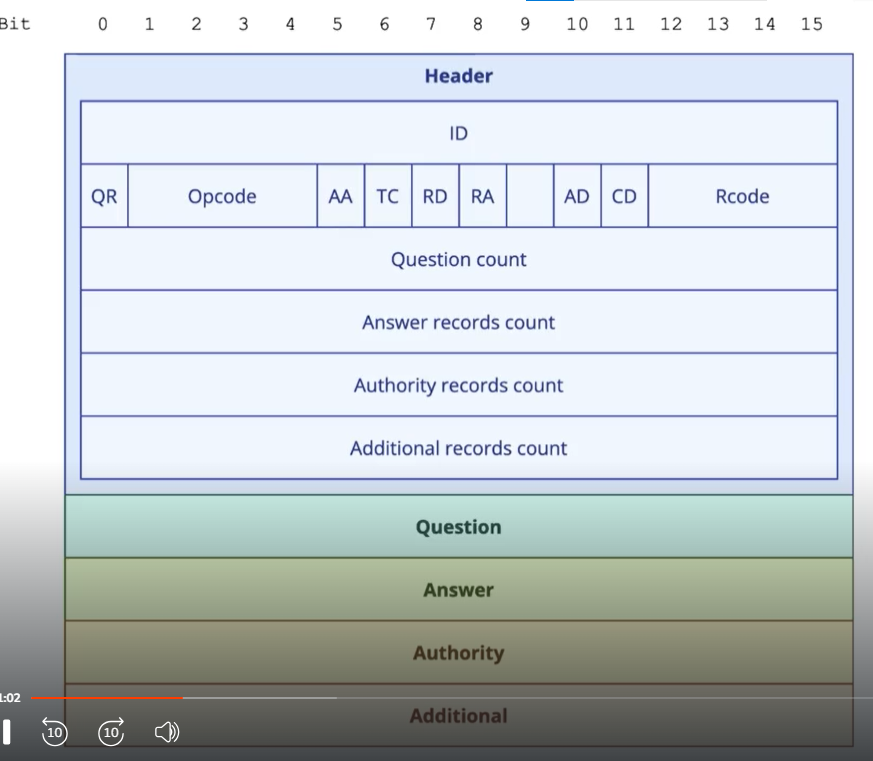 Bit 0 1 2 3 4 5 6 7 8 9 10 11 12 13 14 15
Header
ID
QR Opcode AA TC RD RA AD CD Rcode
Question count
Answer records count
Authority records count
Additional records count
Question
Answer
Authority
1:02
Additional
10 10